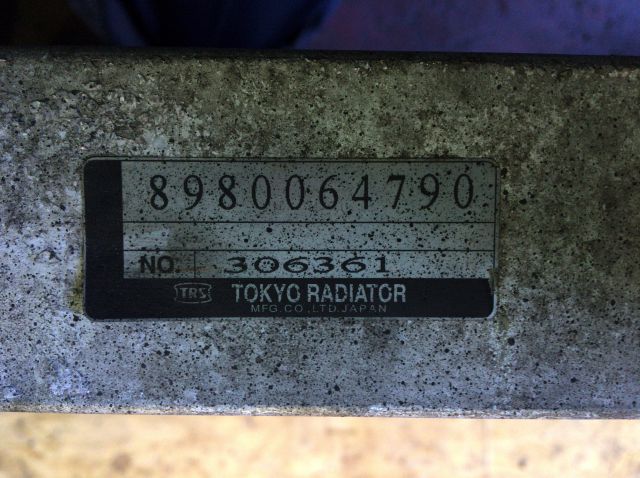 8980064790
NO. 306361
TRS TOKYO RADIATOR
MFG.CO.,LTD.JAPAN